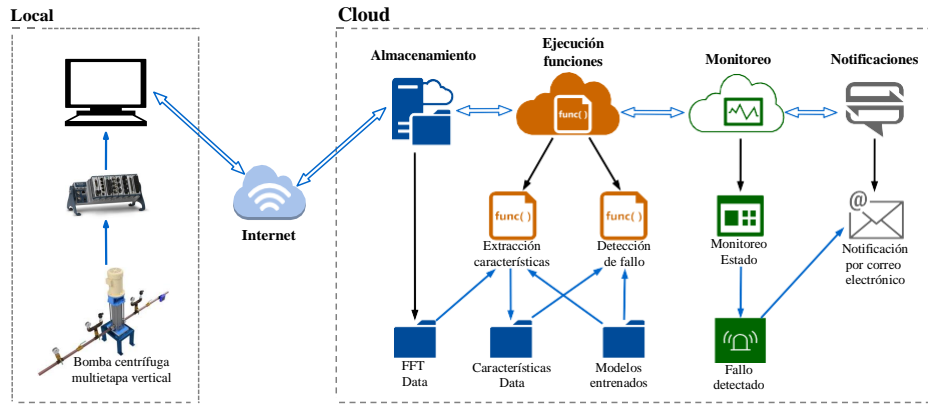 Local
Cloud
Almacenamiento
Ejecución
funciones
Monitoreo
Notificaciones
func( )
Internet
func( )
func( )
@
Extracción
características
Detección
de fallo
Monitoreo
Estado
Notificación
por correo
electrónico
Bomba centrífuga
multietapa vertical
FFT
Data
Características
Data
Modelos
entrenados
Fallo
detectado